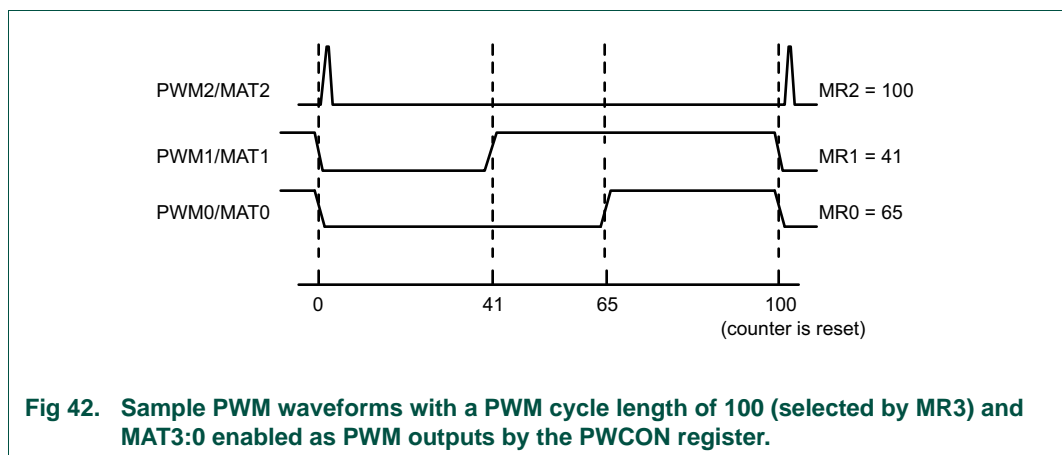 PWM2/MAT2 MR2 = 100
PWM1/MAT1 MR1 = 41
PWM0/MAT0 MR0 = 65
0 41 65 100
(counter is reset)
Fig 42. Sample PWM waveforms with a PWM cycle length of 100 (selected by MR3) and
MAT3:0 enabled as PWM outputs by the PWCON register.